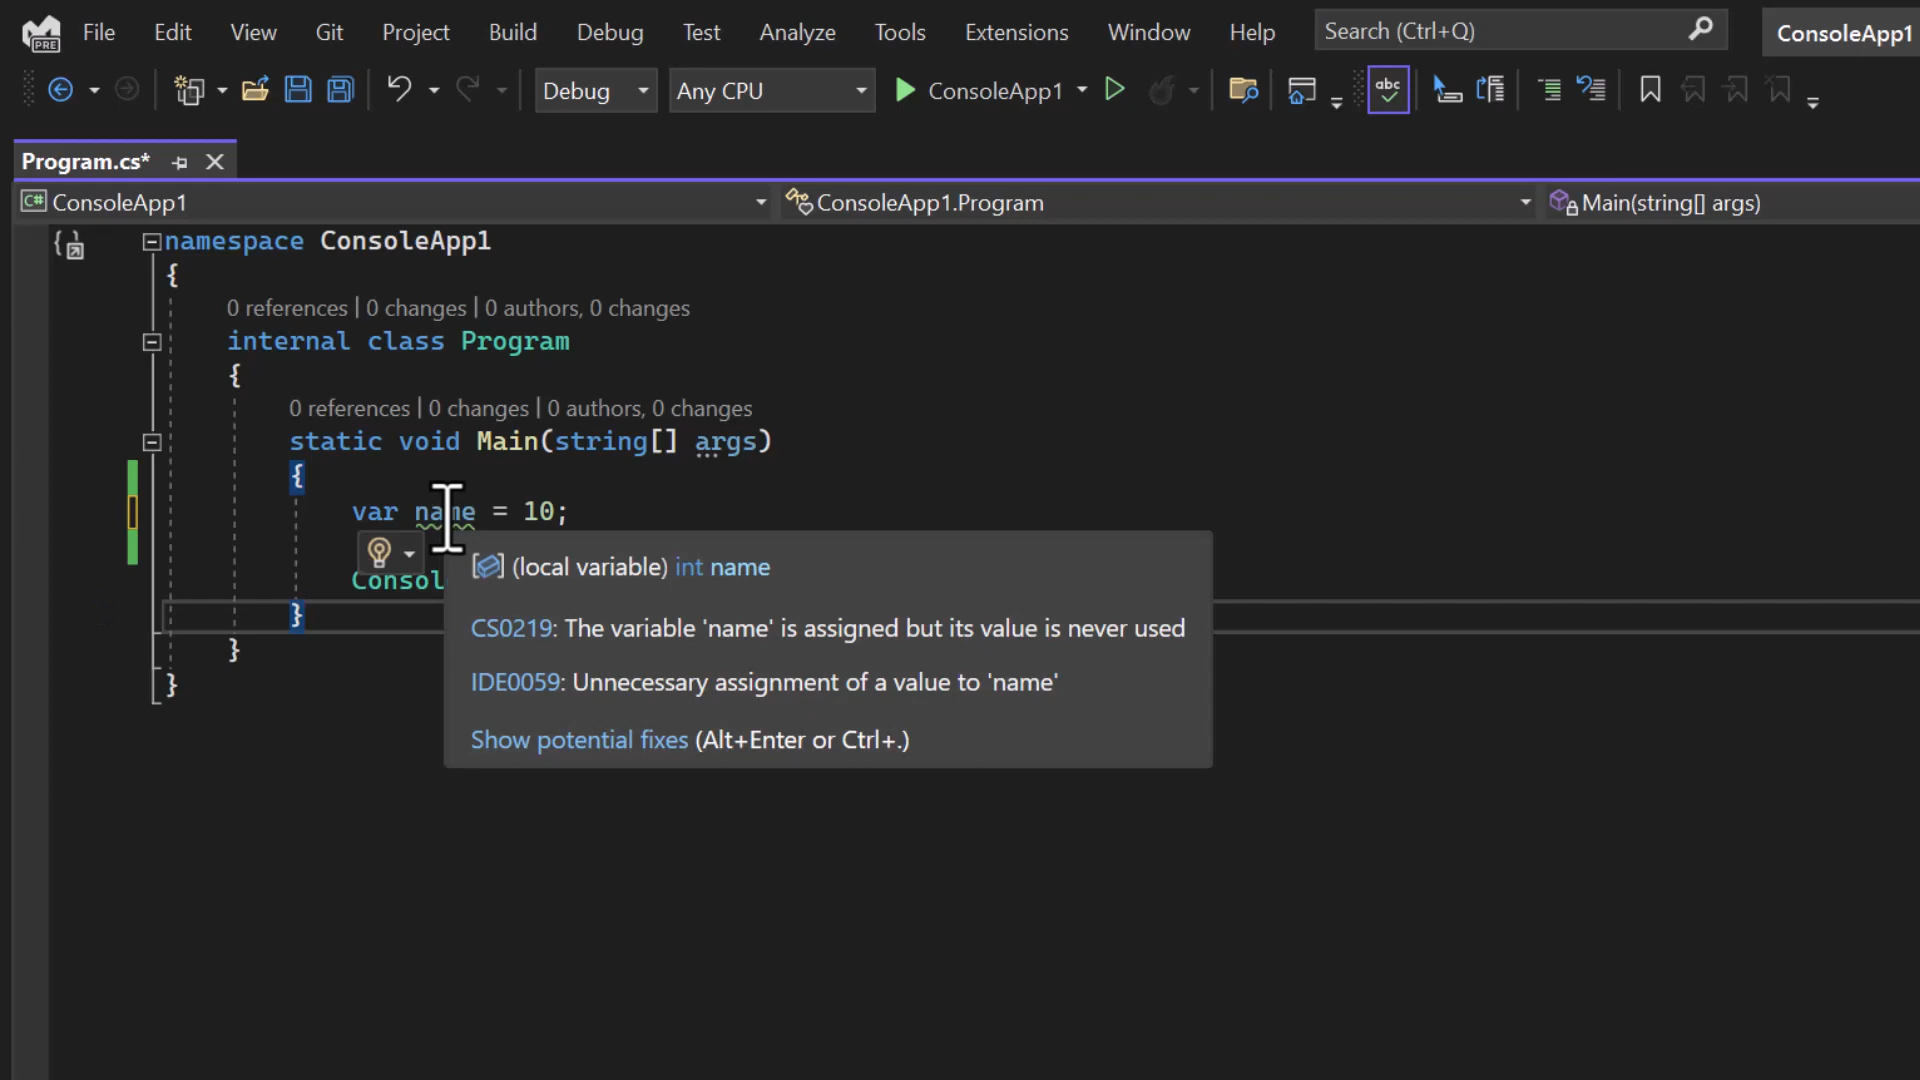 PRE
File Edit View Git Project Build Debug Test Analyze Tools Extensions Window Help Search (Ctrl+Q) ConsoleApp1
Debug Any CPU ConsoleApp1 abc
Program.cs*
C# ConsoleApp1 ConsoleApp1.Program Main(string[] args)
namespace ConsoleApp1
{
0 references | 0 changes | 0 authors, 0 changes
internal class Program
{
0 references | 0 changes | 0 authors, 0 changes
static void Main(string[] args)
{
var name = 10;
(local variable) int name
Consol
CS0219: The variable 'name' is assigned but its value is never used
}
}
IDE0059: Unnecessary assignment of a value to 'name'
}
Show potential fixes (Alt+Enter or Ctrl+.)